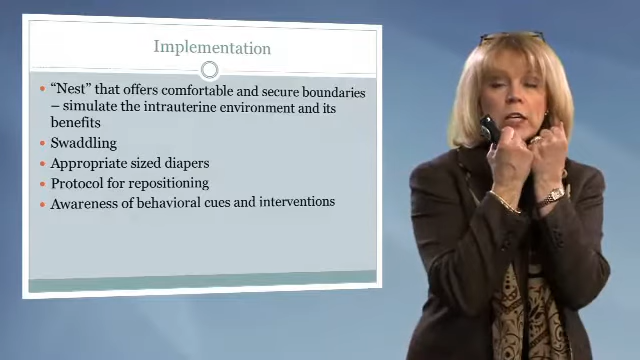 Implementation
“Nest” that offers comfortable and secure boundaries
– simulate the intrauterine environment and its
benefits
Swaddling
Appropriate sized diapers
Protocol for repositioning
Awareness of behavioral cues and interventions